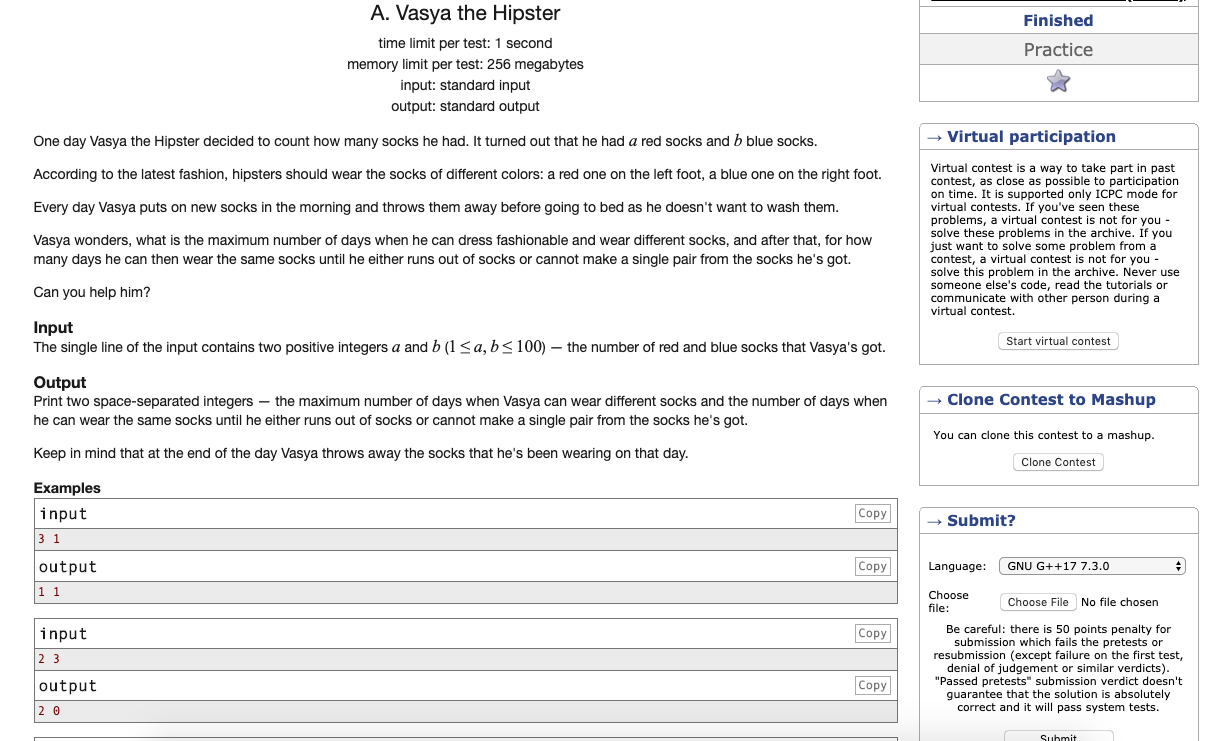 A. Vasya the Hipster
time limit per test: 1 second
memory limit per test: 256 megabytes
input: standard input
output: standard output
One day Vasya the Hipster decided to count how many socks he had. It turned out that he had a red socks and b blue socks.
According to the latest fashion, hipsters should wear the socks of different colors: a red one on the left foot, a blue one on the right foot.
Every day Vasya puts on new socks in the morning and throws them away before going to bed as he doesn't want to wash them.
Vasya wonders, what is the maximum number of days when he can dress fashionable and wear different socks, and after that, for how
many days he can then wear the same socks until he either runs out of socks or cannot make a single pair from the socks he's got.
Can you help him?
Input
The single line of the input contains two positive integers a and b (1 ≤ a, b ≤ 100) — the number of red and blue socks that Vasya's got.
Output
Print two space-separated integers — the maximum number of days when Vasya can wear different socks and the number of days when
he can wear the same socks until he either runs out of socks or cannot make a single pair from the socks he's got.
Keep in mind that at the end of the day Vasya throws away the socks that he's been wearing on that day.
Examples
input
Copy
3 1
output
Copy
1 1
input
Copy
2 3
output
Copy
2 0
Finished
Practice
→ Virtual participation
Virtual contest is a way to take part in past
contest, as close as possible to participation
on time. It is supported only ICPC mode for
virtual contests. If you've seen these
problems, a virtual contest is not for you -
solve these problems in the archive. If you
just want to solve some problem from a
contest, a virtual contest is not for you -
solve this problem in the archive. Never use
someone else's code, read the tutorials or
communicate with other person during a
virtual contest.
Start virtual contest
→ Clone Contest to Mashup
You can clone this contest to a mashup.
Clone Contest
→ Submit?
Language: GNU G++17 7.3.0
Choose
file:
Choose File No file chosen
Be careful: there is 50 points penalty for
submission which fails the pretests or
resubmission (except failure on the first test,
denial of judgement or similar verdicts).
"Passed pretests" submission verdict doesn't
guarantee that the solution is absolutely
correct and it will pass system tests.
Submit